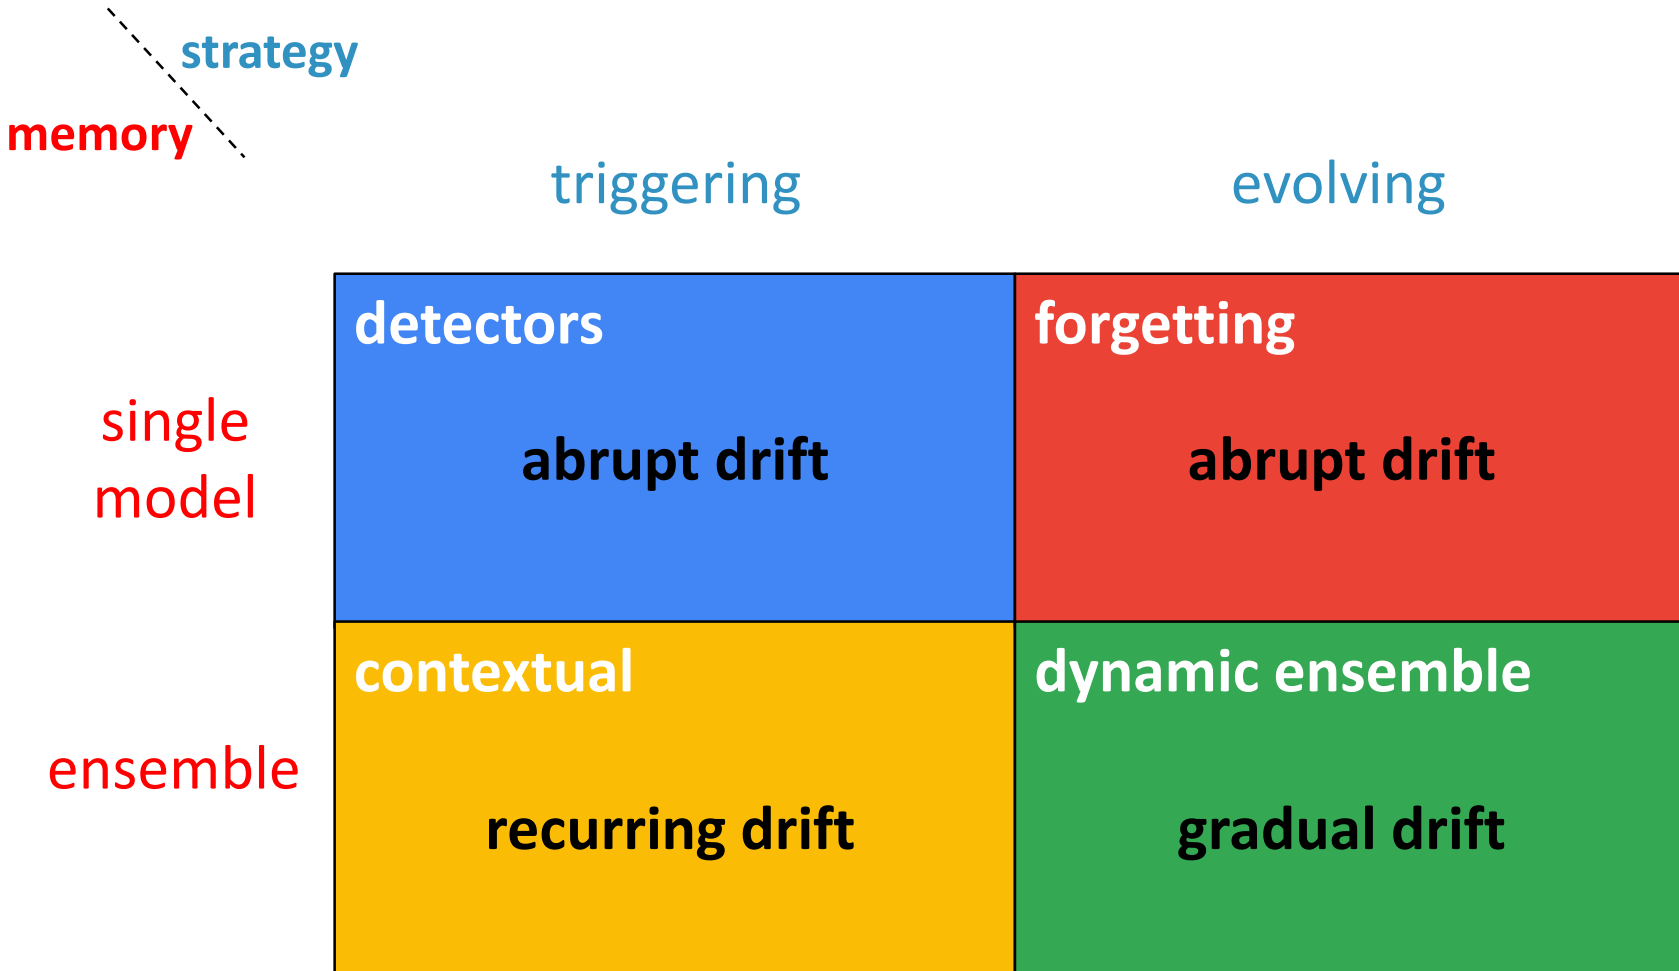 strategy
memory
triggering
evolving
detectors
forgetting
single
model
abrupt drift
abrupt drift
contextual
dynamic ensemble
ensemble
recurring drift
gradual drift